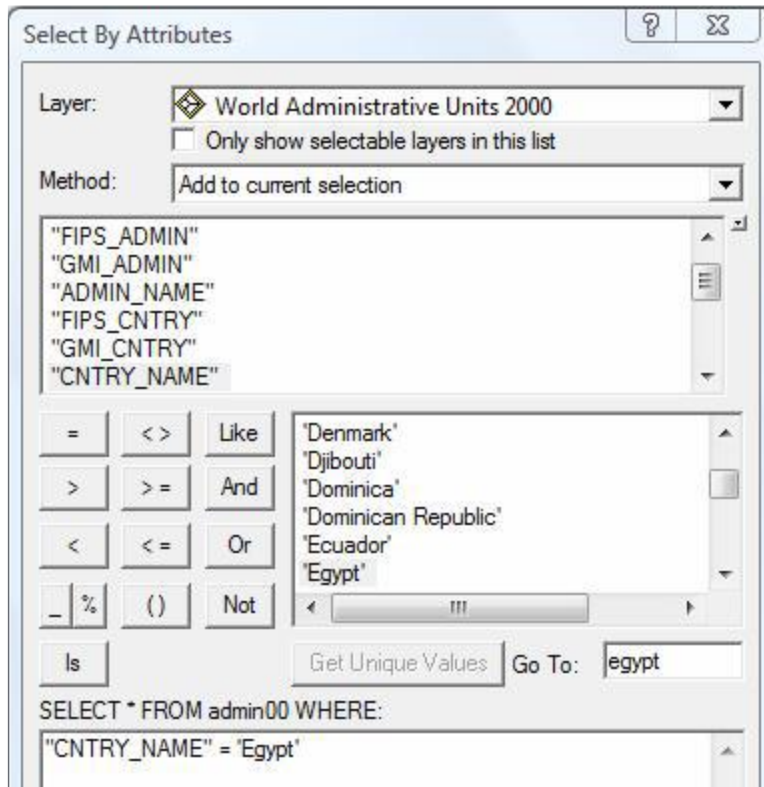 Select By Attributes
Layer: World Administrative Units 2000
Only show selectable layers in this list
Method: Add to current selection
"FIPS_ADMIN"
"GMI_ADMIN"
"ADMIN_NAME"
"FIPS_CNTRY"
"GMI_CNTRY"
"CNTRY_NAME"
= < > Like
> > = And
< < = Or
_ % ( ) Not
Is
'Denmark'
'Djibouti'
'Dominica'
'Dominican Republic'
'Ecuador'
'Egypt'
Get Unique Values Go To: egypt
SELECT * FROM admin00 WHERE:
"CNTRY_NAME" = 'Egypt'